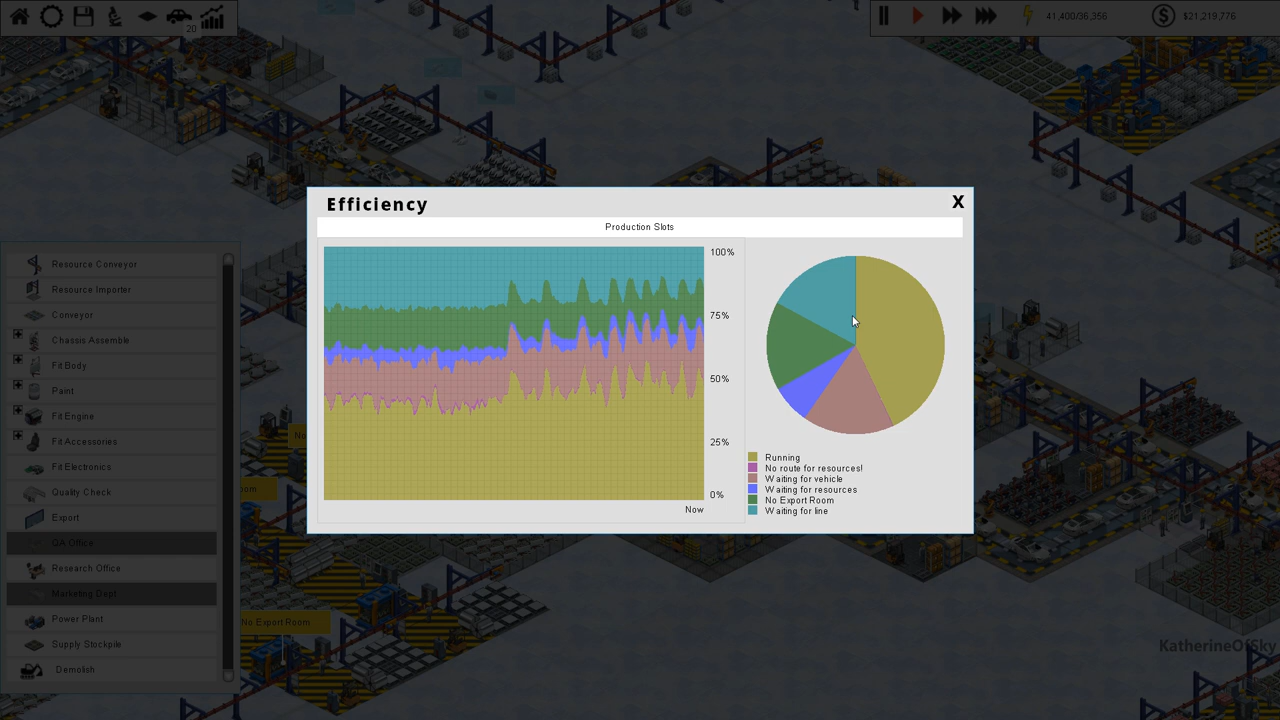 20
41,400/36,356
$21,219,776
Efficiency
X
Production Slots
100%
75%
50%
25%
0%
Now
Running
No route for resources!
Waiting for vehicle
Waiting for resources
No Export Room
Waiting for line
Resource Conveyor
Resource Importer
Conveyor
Chassis Assemble
Fit Body
Paint
Fit Engine
Fit Accessories
Fit Electronics
Quality Check
Export
QA Office
Research Office
Marketing Dept
Power Plant
Supply Stockpile
Demolish
No
oom
No Export Room
KatherineOfSky